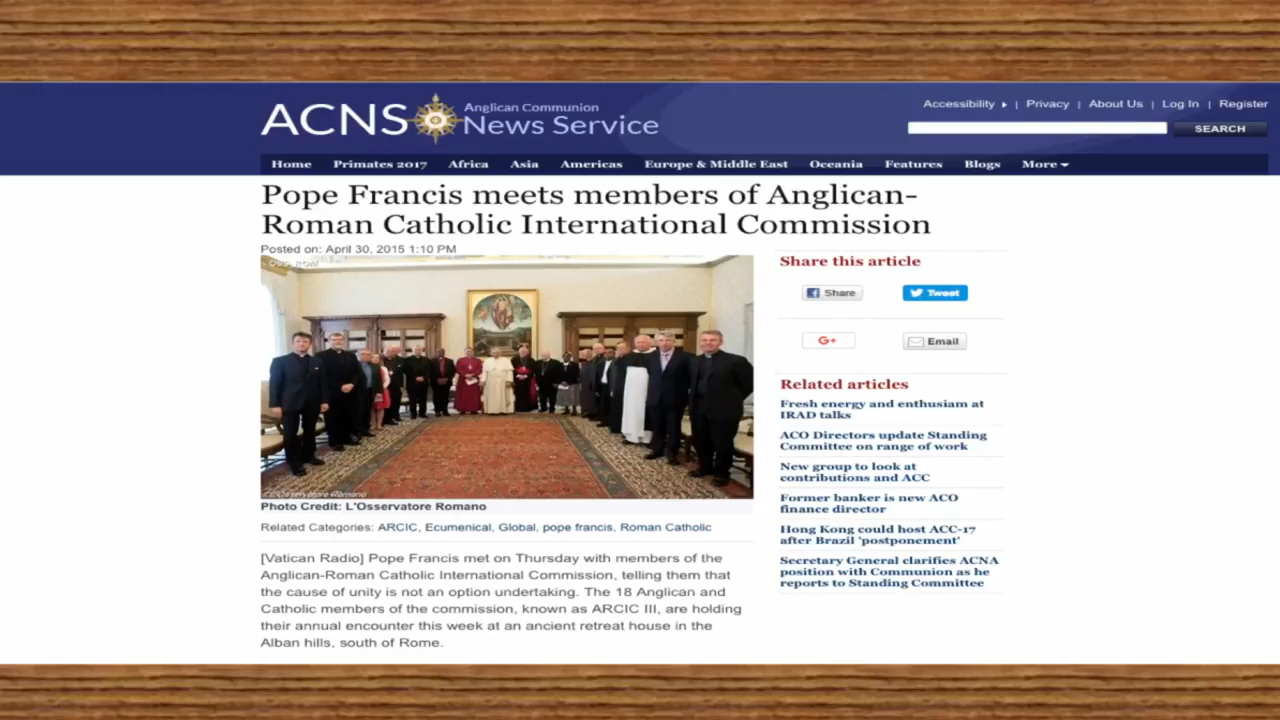 ACNS
Anglican Communion
News Service
Accessibility | Privacy | About Us | Log In | Register
SEARCH
Home Primates 2017 Africa Asia Americas Europe & Middle East Oceania Features Blogs More
Pope Francis meets members of Anglican-
Roman Catholic International Commission
Posted on: April 30, 2015 1:10 PM
Photo Credit: L'Osservatore Romano
Related Categories: ARCIC, Ecumenical, Global, pope francis, Roman Catholic
[Vatican Radio] Pope Francis met on Thursday with members of the
Anglican-Roman Catholic International Commission, telling them that
the cause of unity is not an option undertaking. The 18 Anglican and
Catholic members of the commission, known as ARCIC III, are holding
their annual encounter this week at an ancient retreat house in the
Alban hills, south of Rome.
Share this article
Share
Tweet
G+
Email
Related articles
Fresh energy and enthusiam at
IRAD talks
ACO Directors update Standing
Committee on range of work
New group to look at
contributions and ACC
Former banker is new ACO
finance director
Hong Kong could host ACC-17
after Brazil 'postponement'
Secretary General clarifies ACNA
position with Communion as he
reports to Standing Committee